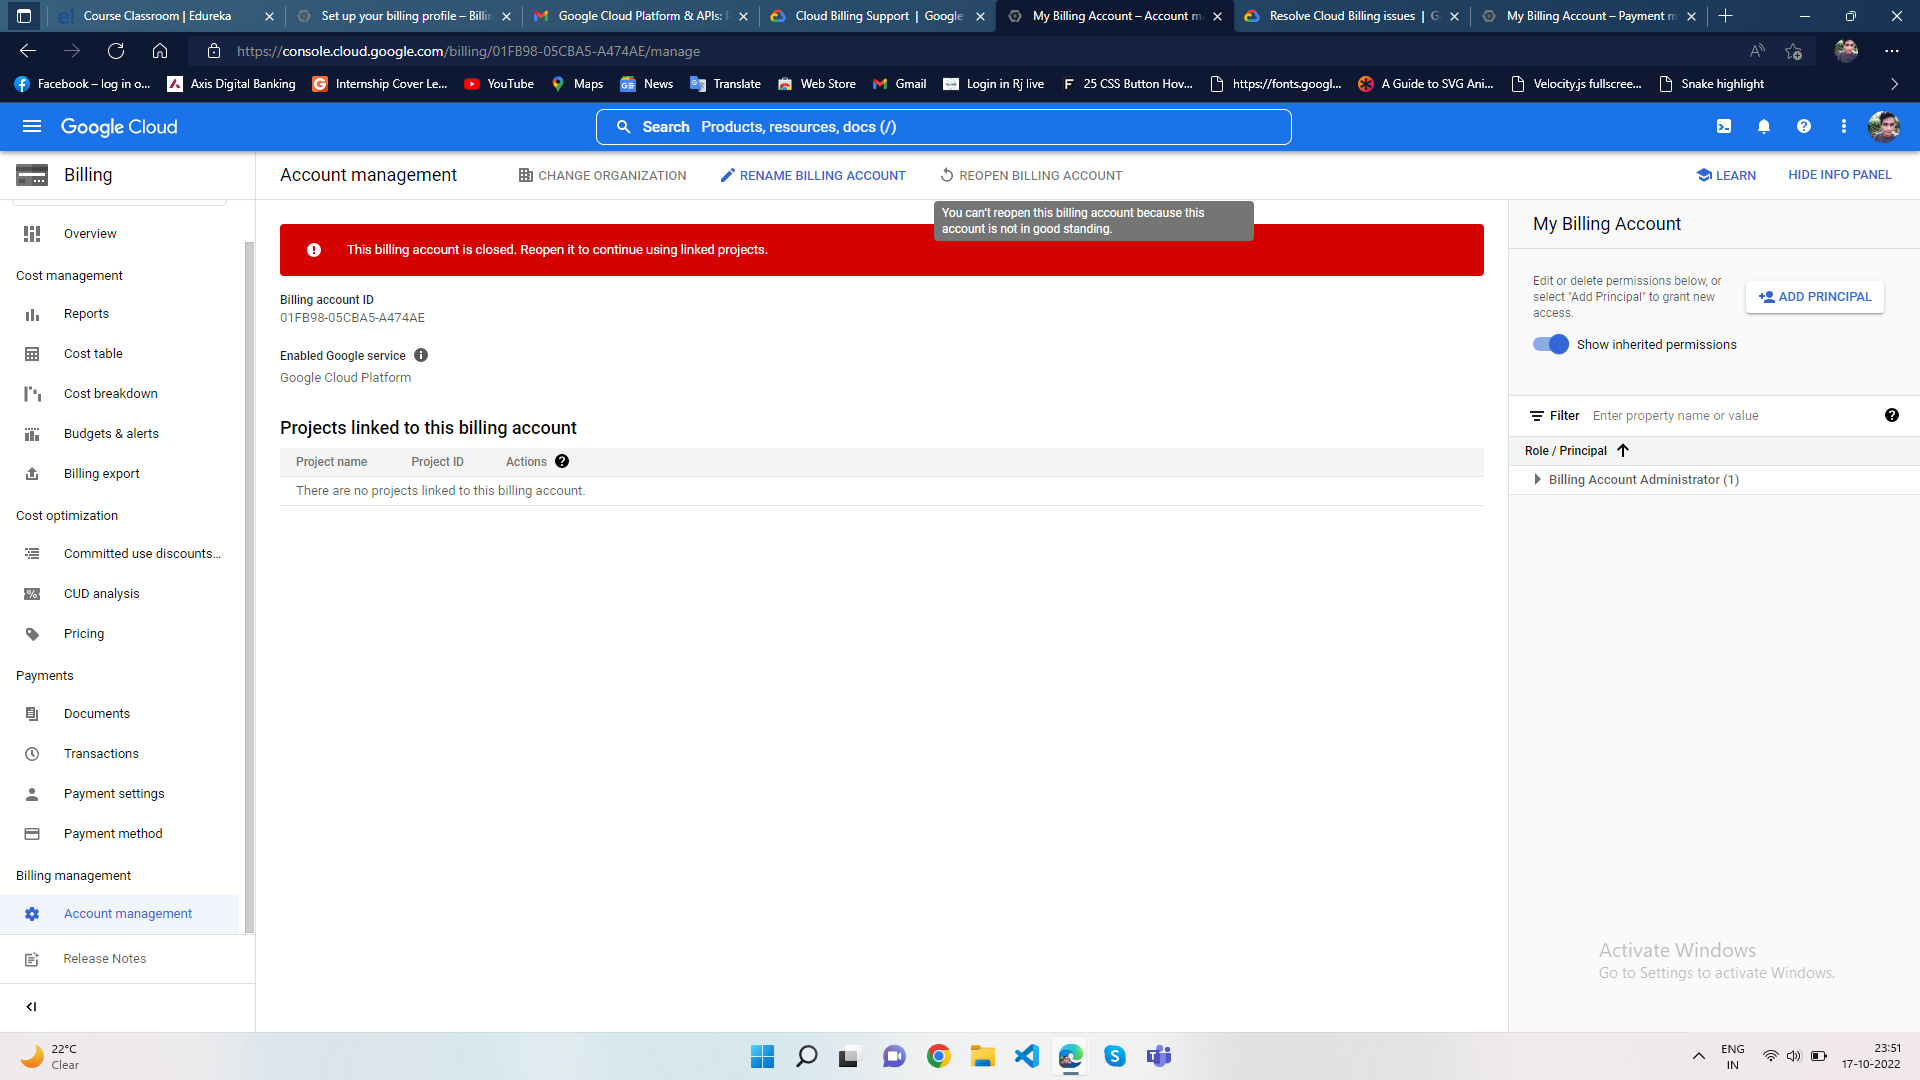 Course Classroom | Edureka
Set up your billing profile – Billin
Google Cloud Platform & APIs: P
Cloud Billing Support | Google
My Billing Account – Account m
Resolve Cloud Billing issues | G
My Billing Account – Payment m
https://console.cloud.google.com/billing/01FB98-05CBA5-A474AE/manage
Facebook – log in o...
Axis Digital Banking
Internship Cover Le...
YouTube
Maps
News
Translate
Web Store
Gmail
Login in Rj live
25 CSS Button Hov...
https://fonts.googl...
A Guide to SVG Ani...
Velocity.js fullscree...
Snake highlight
Google Cloud
Search Products, resources, docs (/)
Billing
Account management
CHANGE ORGANIZATION
RENAME BILLING ACCOUNT
REOPEN BILLING ACCOUNT
LEARN
HIDE INFO PANEL
You can't reopen this billing account because this
account is not in good standing.
Overview
Cost management
Reports
Cost table
Cost breakdown
Budgets & alerts
Billing export
Cost optimization
Committed use discounts...
CUD analysis
Pricing
Payments
Documents
Transactions
Payment settings
Payment method
Billing management
Account management
Release Notes
This billing account is closed. Reopen it to continue using linked projects.
Billing account ID
01FB98-05CBA5-A474AE
Enabled Google service
Google Cloud Platform
Projects linked to this billing account
Project name Project ID Actions
There are no projects linked to this billing account.
My Billing Account
Edit or delete permissions below, or
select "Add Principal" to grant new
access.
ADD PRINCIPAL
Show inherited permissions
Filter Enter property name or value
Role / Principal
Billing Account Administrator (1)
Activate Windows
Go to Settings to activate Windows.
22°C
Clear
ENG
IN
23:51
17-10-2022